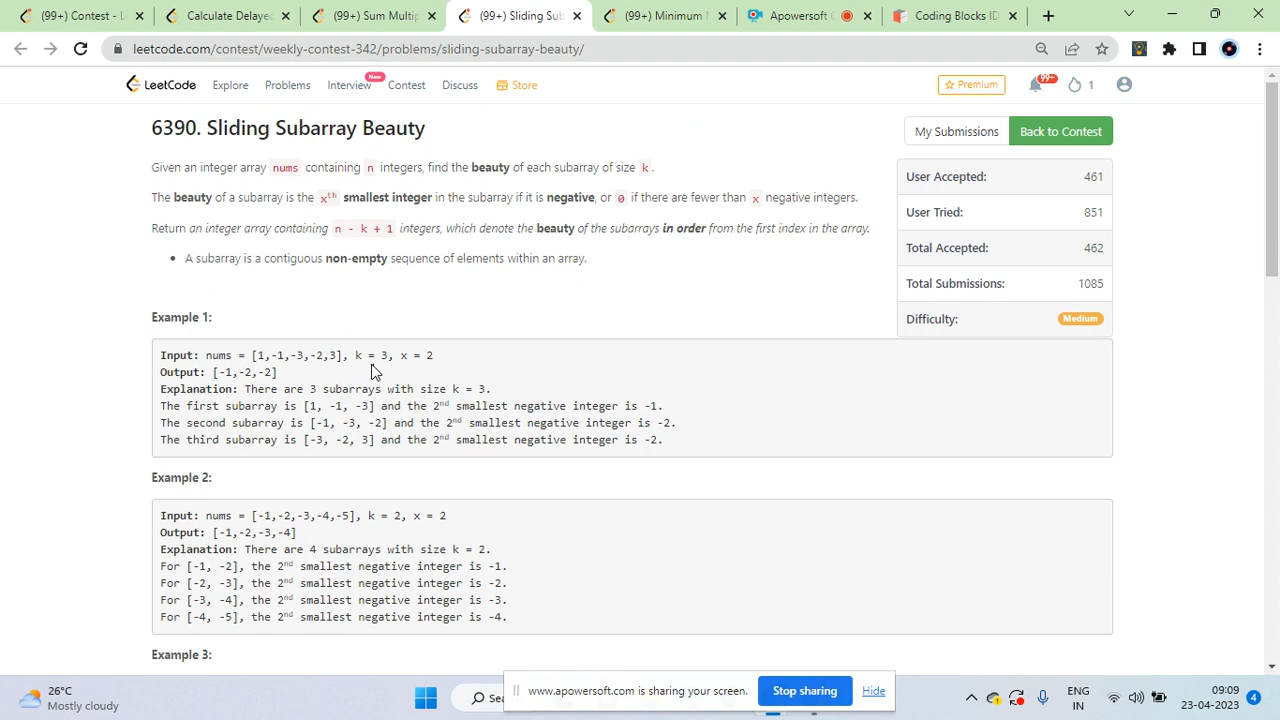 (99+) Contest - L
Calculate Delayed
(99+) Sum Multip
(99+) Sliding Sub
(99+) Minimum N
Apowersoft O
Coding Blocks ID
leetcode.com/contest/weekly-contest-342/problems/sliding-subarray-beauty/
LeetCode Explore Problems Interview New Contest Discuss Store Premium 99+ 1
6390. Sliding Subarray Beauty
My Submissions Back to Contest
Given an integer array nums containing n integers, find the beauty of each subarray of size k.
The beauty of a subarray is the xth smallest integer in the subarray if it is negative, or 0 if there are fewer than x negative integers.
Return an integer array containing n - k + 1 integers, which denote the beauty of the subarrays in order from the first index in the array.
• A subarray is a contiguous non-empty sequence of elements within an array.
User Accepted: 461
User Tried: 851
Total Accepted: 462
Total Submissions: 1085
Difficulty: Medium
Example 1:
Input: nums = [1,-1,-3,-2,3], k = 3, x = 2
Output: [-1,-2,-2]
Explanation: There are 3 subarrays with size k = 3.
The first subarray is [1, -1, -3] and the 2nd smallest negative integer is -1.
The second subarray is [-1, -3, -2] and the 2nd smallest negative integer is -2.
The third subarray is [-3, -2, 3] and the 2nd smallest negative integer is -2.
Example 2:
Input: nums = [-1,-2,-3,-4,-5], k = 2, x = 2
Output: [-1,-2,-3,-4]
Explanation: There are 4 subarrays with size k = 2.
For [-1, -2], the 2nd smallest negative integer is -1.
For [-2, -3], the 2nd smallest negative integer is -2.
For [-3, -4], the 2nd smallest negative integer is -3.
For [-4, -5], the 2nd smallest negative integer is -4.
Example 3:
www.apowersoft.com is sharing your screen. Stop sharing Hide
26°C
Mostly cloudy
Sea
ENG
IN
09:09
23-04-2023
4